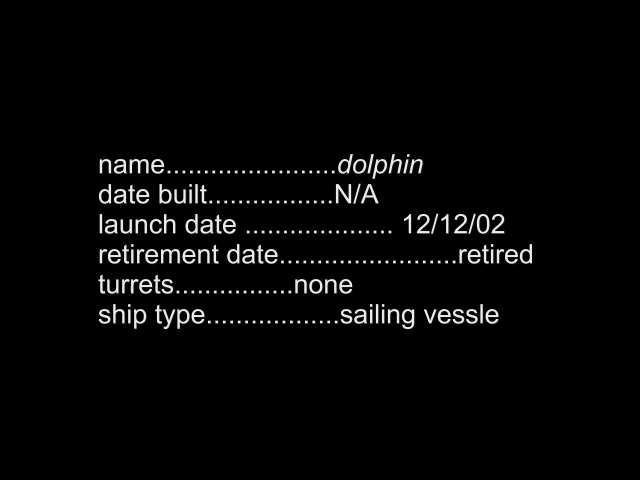 name.......................dolphin
date built.................N/A
launch date .................... 12/12/02
retirement date........................retired
turrets................none
ship type..................sailing vessle